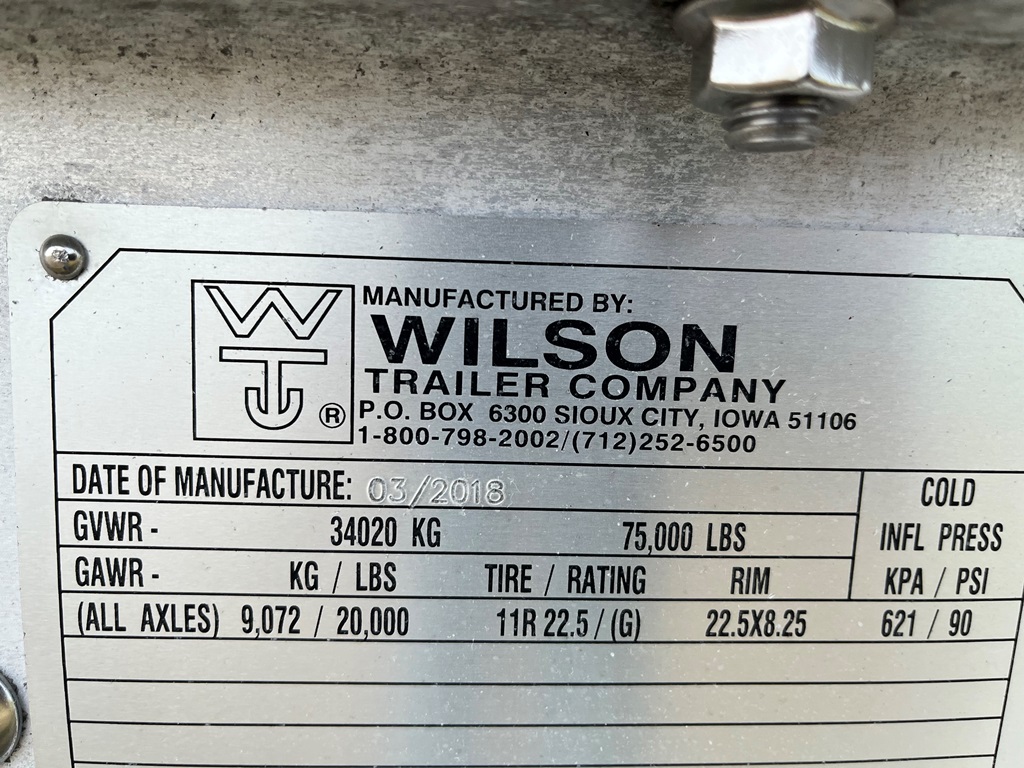 WTJ ®
MANUFACTURED BY:
WILSON
TRAILER COMPANY
P.O. BOX 6300 SIOUX CITY, IOWA 51106
1-800-798-2002/(712)252-6500
DATE OF MANUFACTURE: 03/2018
COLD
GVWR - 34020 KG 75,000 LBS
INFL PRESS
GAWR - KG / LBS TIRE / RATING RIM KPA / PSI
(ALL AXLES) 9,072 / 20,000 11R 22.5 / (G) 22.5X8.25 621 / 90